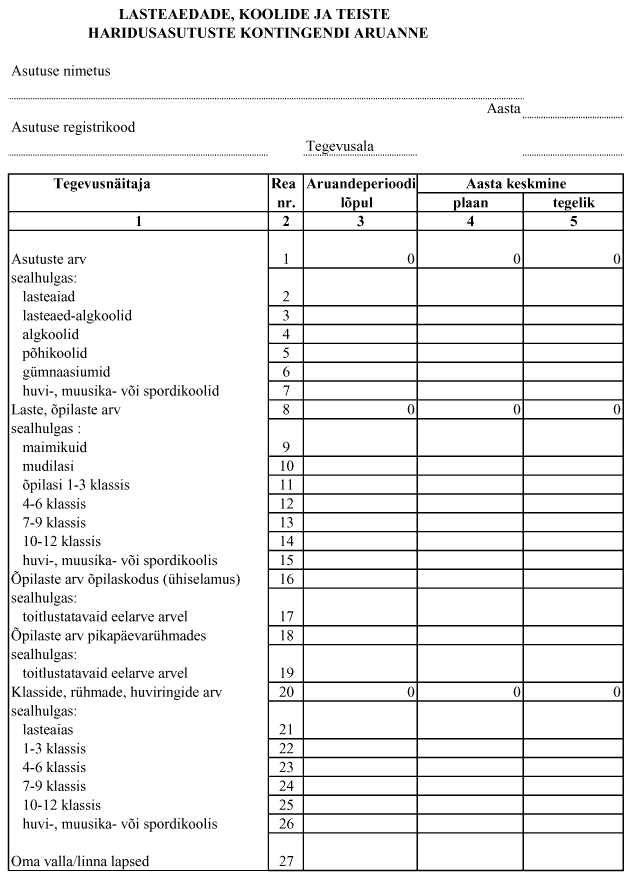 LASTEAEDADE, KOOLIDE JA TEISTE
HARIDUSASUTUSTE KONTINGENDI ARUANNE
Asutuse nimetus
Aasta
Asutuse registrikood
Tegevusala
Tegevusnäitaja Rea Aruandeperioodi Aasta keskmine
nr. lõpul plaan tegelik
1 2 3 4 5
Asutuste arv 1 0 0 0
sealhulgas:
lasteaiad 2
lasteaed-algkoolid 3
algkoolid 4
põhikoolid 5
gümnaasiumid 6
huvi-, muusika- või spordikoolid 7
Laste, õpilaste arv 8 0 0 0
sealhulgas :
maimikuid 9
mudilasi 10
õpilasi 1-3 klassis 11
4-6 klassis 12
7-9 klassis 13
10-12 klassis 14
huvi-, muusika- või spordikoolis 15
Õpilaste arv õpilaskodus (ühiselamus) 16
sealhulgas:
toitlustatavaid eelarve arvel 17
Õpilaste arv pikapäevarühmades 18
sealhulgas:
toitlustatavaid eelarve arvel 19
Klasside, rühmade, huviringide arv 20 0 0 0
sealhulgas:
lasteaias 21
1-3 klassis 22
4-6 klassis 23
7-9 klassis 24
10-12 klassis 25
huvi-, muusika- või spordikoolis 26
Oma valla/linna lapsed 27